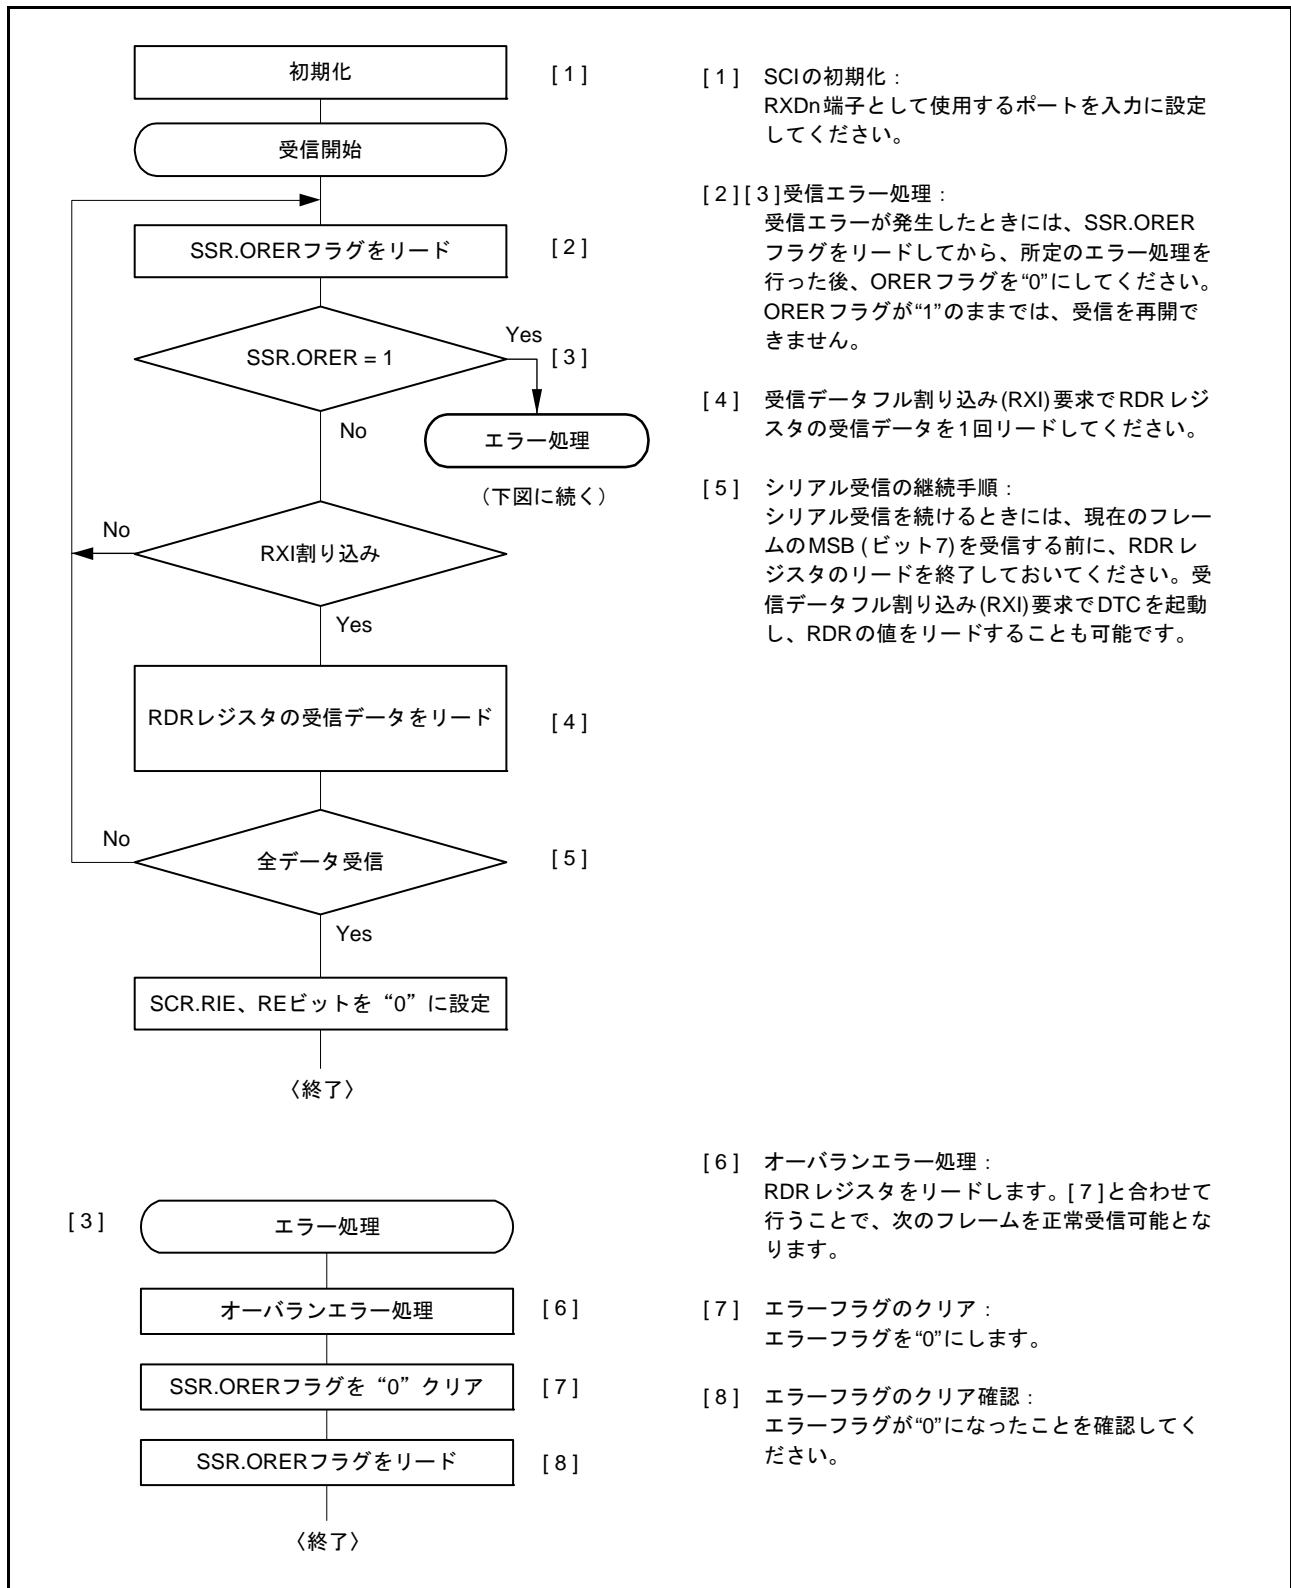 初期化
[ 1 ]
受信開始
SSR.ORERフラグをリード
[ 2 ]
SSR.ORER = 1
Yes
[ 3 ]
No
エラー処理
（下図に続く）
No
RXI割り込み
Yes
RDRレジスタの受信データをリード
[ 4 ]
No
全データ受信
[ 5 ]
Yes
SCR.RIE、REビットを“0”に設定
〈終了〉
[ 1 ] SCIの初期化：
RXDn端子として使用するポートを入力に設定
してください。
[ 2 ][ 3 ]受信エラー処理：
受信エラーが発生したときには、SSR.ORER
フラグをリードしてから、所定のエラー処理を
行った後、ORERフラグを“0”にしてください。
ORERフラグが“1”のままでは、受信を再開で
きません。
[ 4 ] 受信データフル割り込み(RXI)要求でRDRレジ
スタの受信データを1回リードしてください。
[ 5 ] シリアル受信の継続手順：
シリアル受信を続けるときには、現在のフレー
ムのMSB (ビット7)を受信する前に、RDRレ
ジスタのリードを終了しておいてください。受
信データフル割り込み(RXI)要求でDTCを起動
し、RDRの値をリードすることも可能です。
[ 3 ]
エラー処理
オーバランエラー処理
[ 6 ]
SSR.ORERフラグを“0”クリア
[ 7 ]
SSR.ORERフラグをリード
[ 8 ]
〈終了〉
[ 6 ] オーバランエラー処理：
RDRレジスタをリードします。[ 7 ]と合わせて
行うことで、次のフレームを正常受信可能とな
ります。
[ 7 ] エラーフラグのクリア：
エラーフラグを“0”にします。
[ 8 ] エラーフラグのクリア確認：
エラーフラグが“0”になったことを確認してく
ださい。